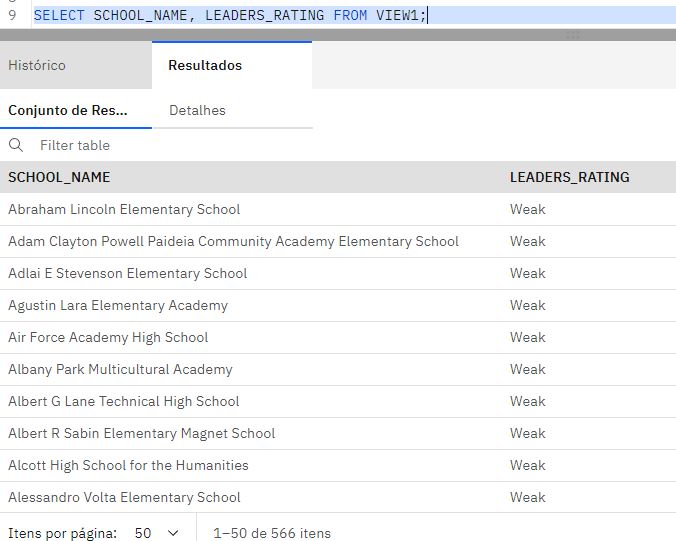 9 SELECT SCHOOL_NAME, LEADERS_RATING FROM VIEW1;
Histórico Resultados
Conjunto de Res... Detalhes
Filter table
SCHOOL_NAME LEADERS_RATING
Abraham Lincoln Elementary School Weak
Adam Clayton Powell Paideia Community Academy Elementary School Weak
Adlai E Stevenson Elementary School Weak
Agustin Lara Elementary Academy Weak
Air Force Academy High School Weak
Albany Park Multicultural Academy Weak
Albert G Lane Technical High School Weak
Albert R Sabin Elementary Magnet School Weak
Alcott High School for the Humanities Weak
Alessandro Volta Elementary School Weak
Itens por página: 50 1–50 de 566 itens